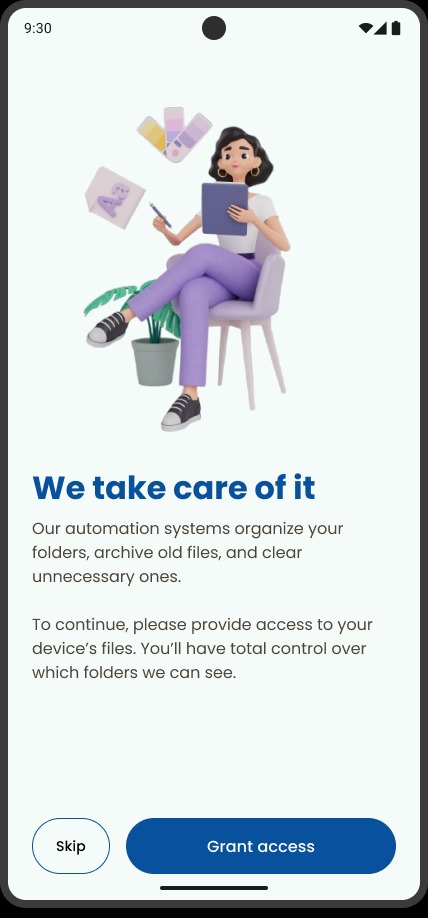 9:30
We take care of it
Our automation systems organize your
folders, archive old files, and clear
unnecessary ones.
To continue, please provide access to your
device’s files. You’ll have total control over
which folders we can see.
Skip
Grant access